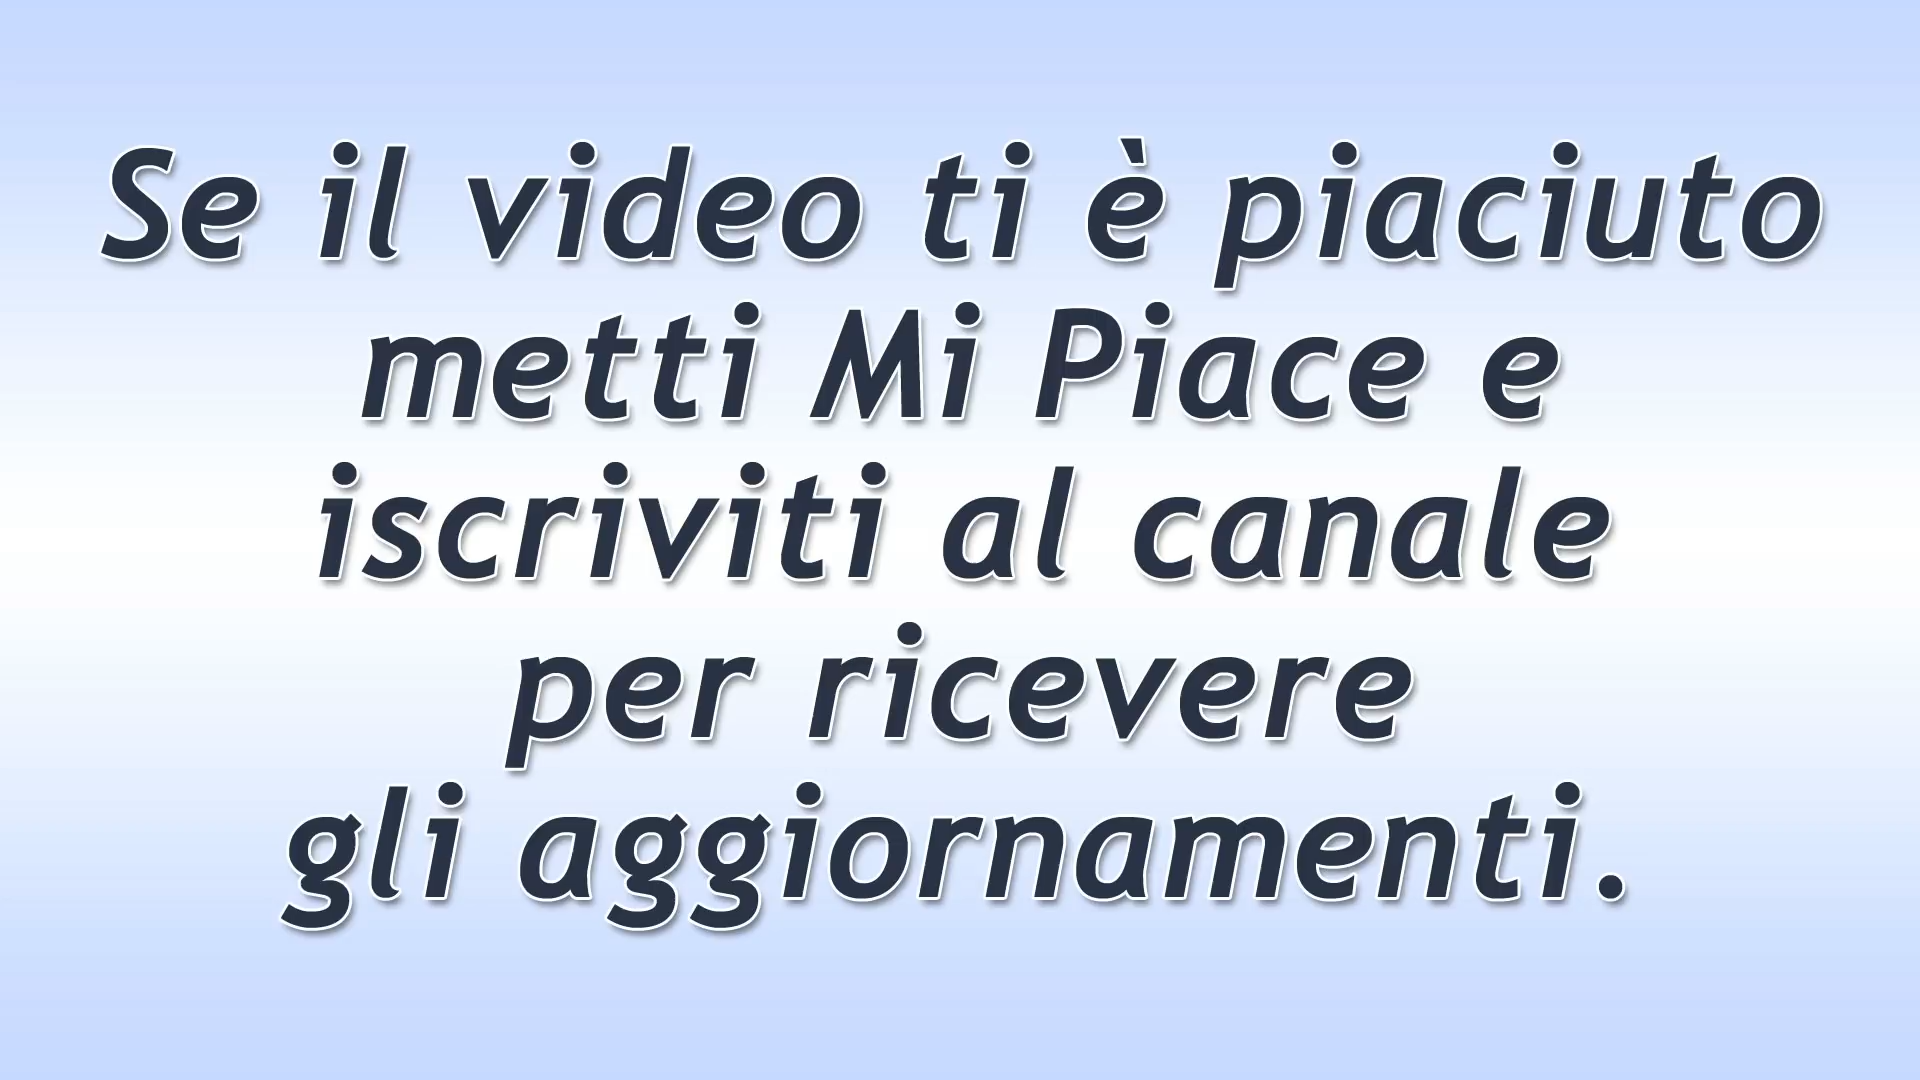 Se il video ti è piaciuto
metti Mi Piace e
iscriviti al canale
per ricevere
gli aggiornamenti.